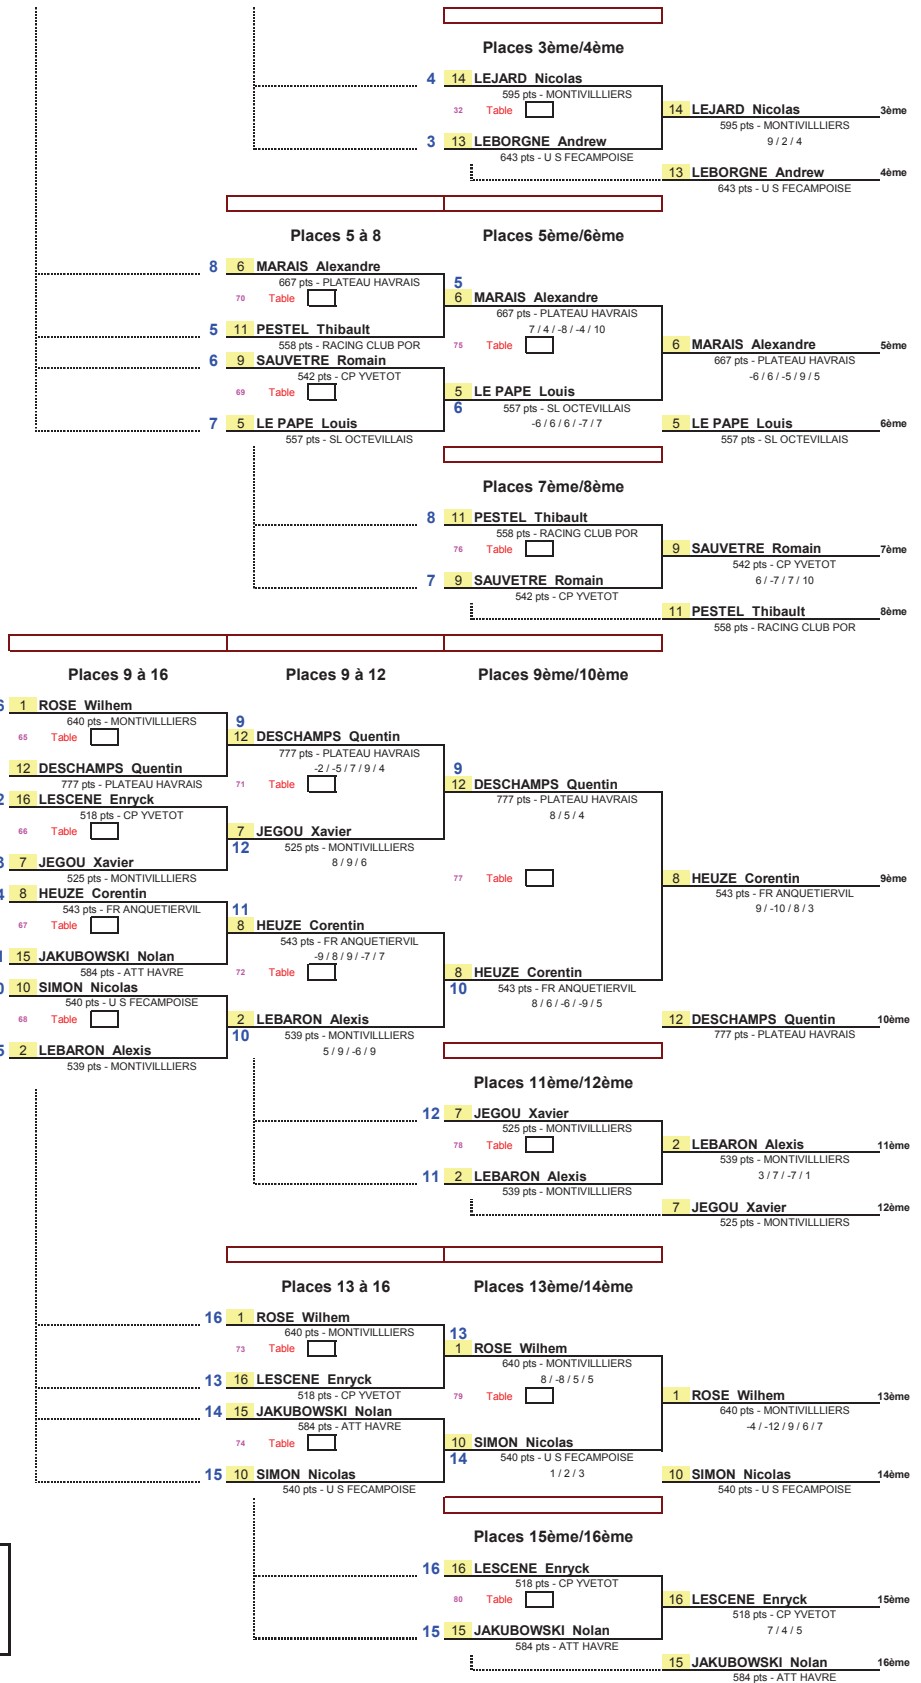 Places 3ème/4ème
4 14 LEJARD Nicolas
595 pts - MONTIVILLLIERS
32 Table
14 LEJARD Nicolas 3ème
595 pts - MONTIVILLLIERS
9 / 2 / 4
3 13 LEBORGNE Andrew
643 pts - U S FECAMPOISE
13 LEBORGNE Andrew 4ème
643 pts - U S FECAMPOISE
Places 5 à 8 Places 5ème/6ème
8 6 MARAIS Alexandre
667 pts - PLATEAU HAVRAIS
70 Table
5
6 MARAIS Alexandre
667 pts - PLATEAU HAVRAIS
7 / 4 / -8 / -4 / 10
5 11 PESTEL Thibault
558 pts - RACING CLUB POR
75 Table
6 MARAIS Alexandre 5ème
667 pts - PLATEAU HAVRAIS
-6 / 6 / -5 / 9 / 5
6 9 SAUVETRE Romain
542 pts - CP YVETOT
69 Table
5 LE PAPE Louis
6 557 pts - SL OCTEVILLAIS
-6 / 6 / 6 / -7 / 7
7 5 LE PAPE Louis
557 pts - SL OCTEVILLAIS
5 LE PAPE Louis 6ème
557 pts - SL OCTEVILLAIS
Places 7ème/8ème
8 11 PESTEL Thibault
558 pts - RACING CLUB POR
76 Table
9 SAUVETRE Romain 7ème
542 pts - CP YVETOT
6 / -7 / 7 / 10
7 9 SAUVETRE Romain
542 pts - CP YVETOT
11 PESTEL Thibault 8ème
558 pts - RACING CLUB POR
Places 9 à 16 Places 9 à 12 Places 9ème/10ème
6 1 ROSE Wilhem
640 pts - MONTIVILLLIERS
65 Table
9
12 DESCHAMPS Quentin
777 pts - PLATEAU HAVRAIS
-2 / -5 / 7 / 9 / 4
12 DESCHAMPS Quentin
777 pts - PLATEAU HAVRAIS
71 Table
9
12 DESCHAMPS Quentin
777 pts - PLATEAU HAVRAIS
8 / 5 / 4
2 16 LESCENE Enryck
518 pts - CP YVETOT
66 Table
7 JEGOU Xavier
12 525 pts - MONTIVILLLIERS
8 / 9 / 6
3 7 JEGOU Xavier
525 pts - MONTIVILLLIERS
77 Table
8 HEUZE Corentin 9ème
543 pts - FR ANQUETIERVIL
9 / -10 / 8 / 3
4 8 HEUZE Corentin
543 pts - FR ANQUETIERVIL
67 Table
11
8 HEUZE Corentin
543 pts - FR ANQUETIERVIL
-9 / 8 / 9 / -7 / 7
15 JAKUBOWSKI Nolan
584 pts - ATT HAVRE
72 Table
8 HEUZE Corentin
10 543 pts - FR ANQUETIERVIL
8 / 6 / -6 / -9 / 5
0 10 SIMON Nicolas
540 pts - U S FECAMPOISE
68 Table
2 LEBARON Alexis
10 539 pts - MONTIVILLLIERS
5 / 9 / -6 / 9
12 DESCHAMPS Quentin 10ème
777 pts - PLATEAU HAVRAIS
5 2 LEBARON Alexis
539 pts - MONTIVILLLIERS
Places 11ème/12ème
12 7 JEGOU Xavier
525 pts - MONTIVILLLIERS
78 Table
2 LEBARON Alexis 11ème
539 pts - MONTIVILLLIERS
3 / 7 / -7 / 1
11 2 LEBARON Alexis
539 pts - MONTIVILLLIERS
7 JEGOU Xavier 12ème
525 pts - MONTIVILLLIERS
Places 13 à 16 Places 13ème/14ème
16 1 ROSE Wilhem
640 pts - MONTIVILLLIERS
73 Table
13
1 ROSE Wilhem
640 pts - MONTIVILLLIERS
8 / -8 / 5 / 5
13 16 LESCENE Enryck
518 pts - CP YVETOT
79 Table
1 ROSE Wilhem 13ème
640 pts - MONTIVILLLIERS
-4 / -12 / 9 / 6 / 7
14 15 JAKUBOWSKI Nolan
584 pts - ATT HAVRE
74 Table
10 SIMON Nicolas
14 540 pts - U S FECAMPOISE
1 / 2 / 3
15 10 SIMON Nicolas
540 pts - U S FECAMPOISE
10 SIMON Nicolas 14ème
540 pts - U S FECAMPOISE
Places 15ème/16ème
16 16 LESCENE Enryck
518 pts - CP YVETOT
80 Table
16 LESCENE Enryck 15ème
518 pts - CP YVETOT
7 / 4 / 5
15 15 JAKUBOWSKI Nolan
584 pts - ATT HAVRE
15 JAKUBOWSKI Nolan 16ème
584 pts - ATT HAVRE